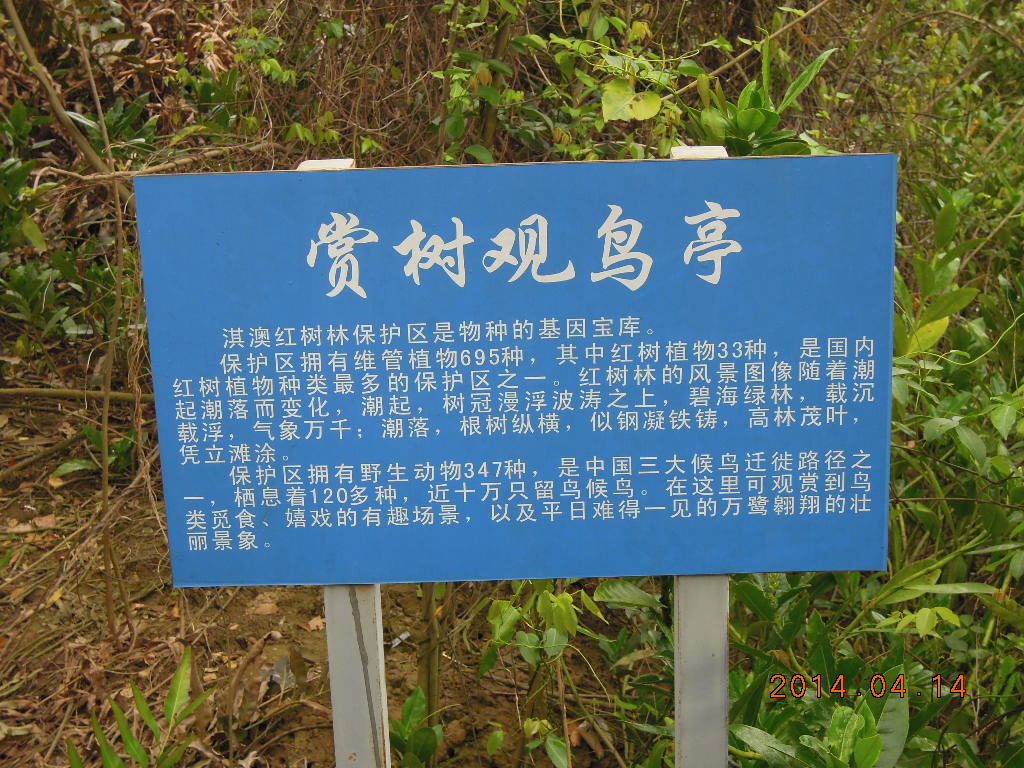 赏树观鸟亭
淇澳红树林保护区是物种的基因宝库。
保护区拥有维管植物695种，其中红树植物33种，是国内
红树植物种类最多的保护区之一。红树林的风景图像随着潮
起潮落而变化，潮起，树冠漫浮波涛之上，碧海绿林，载沉
载浮，气象万千；潮落，根树纵横，似钢凝铁铸，高林茂叶，
凭立滩涂。
保护区拥有野生动物347种，是中国三大候鸟迁徙路径之
一，栖息着120多种，近十万只留鸟候鸟。在这里可观赏到鸟
类觅食、嬉戏的有趣场景，以及平日难得一见的万鹭翱翔的壮
丽景象。
2014.04.14